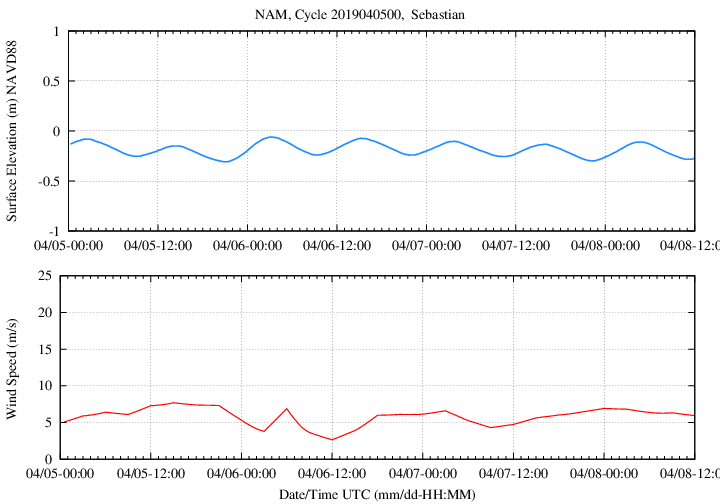 NAM, Cycle 2019040500,  Sebastian
Surface Elevation (m) NAVD88
1
0.5
0
-0.5
-1
04/05-00:00 04/05-12:00 04/06-00:00 04/06-12:00 04/07-00:00 04/07-12:00 04/08-00:00 04/08-12:0
Wind Speed (m/s)
25
20
15
10
5
0
04/05-00:00 04/05-12:00 04/06-00:00 04/06-12:00 04/07-00:00 04/07-12:00 04/08-00:00 04/08-12:0
Date/Time UTC (mm/dd-HH:MM)